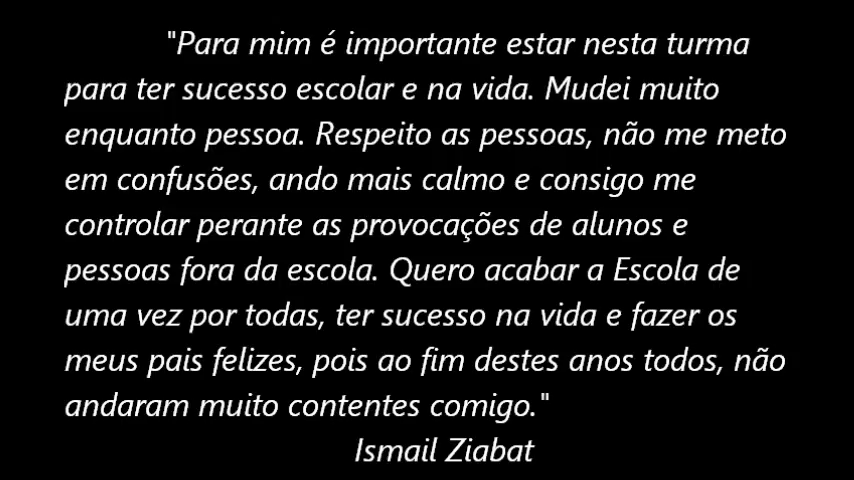 "Para mim é importante estar nesta turma
para ter sucesso escolar e na vida. Mudei muito
enquanto pessoa. Respeito as pessoas, não me meto
em confusões, ando mais calmo e consigo me
controlar perante as provocações de alunos e
pessoas fora da escola. Quero acabar a Escola de
uma vez por todas, ter sucesso na vida e fazer os
meus pais felizes, pois ao fim destes anos todos, não
andaram muito contentes comigo."
Ismail Ziabat